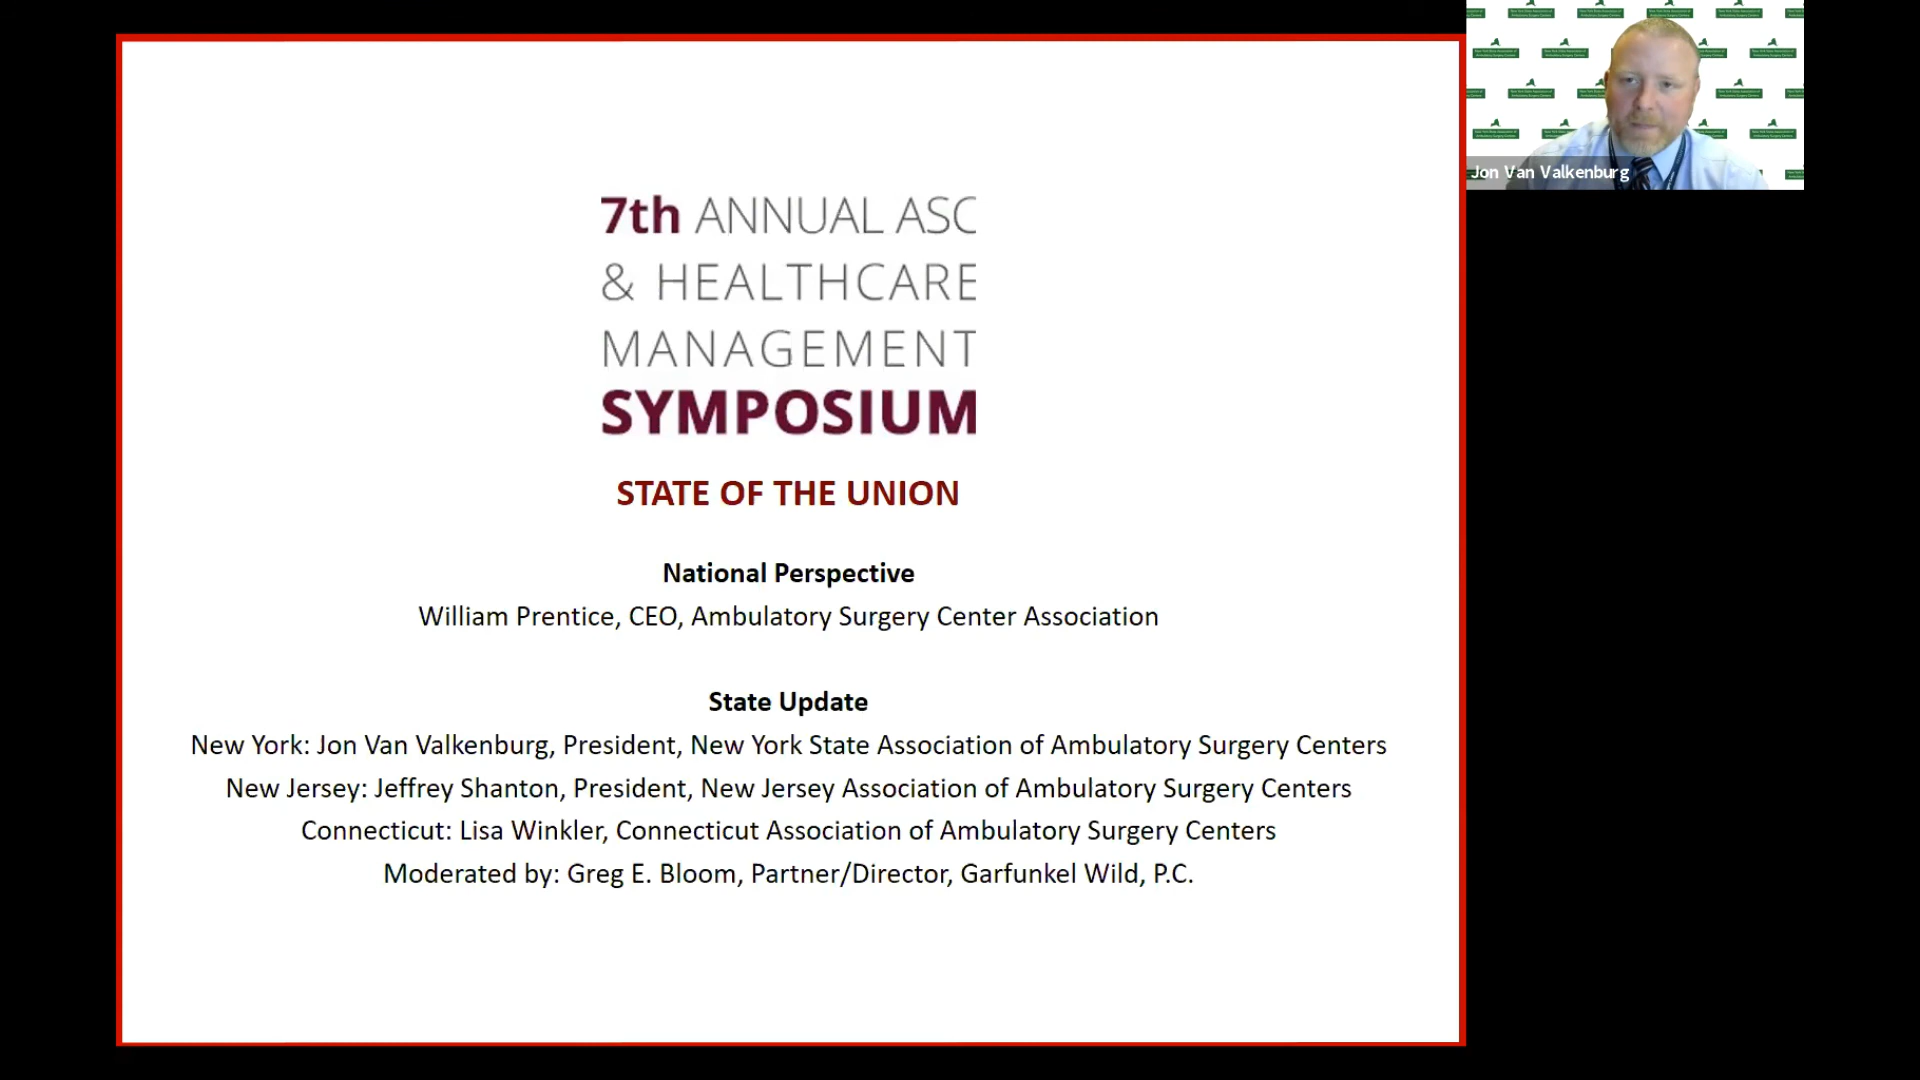 7th ANNUAL ASC
& HEALTHCARE
MANAGEMENT
SYMPOSIUM
STATE OF THE UNION
National Perspective
William Prentice, CEO, Ambulatory Surgery Center Association
State Update
New York: Jon Van Valkenburg, President, New York State Association of Ambulatory Surgery Centers
New Jersey: Jeffrey Shanton, President, New Jersey Association of Ambulatory Surgery Centers
Connecticut: Lisa Winkler, Connecticut Association of Ambulatory Surgery Centers
Moderated by: Greg E. Bloom, Partner/Director, Garfunkel Wild, P.C.
Jon Van Valkenburg